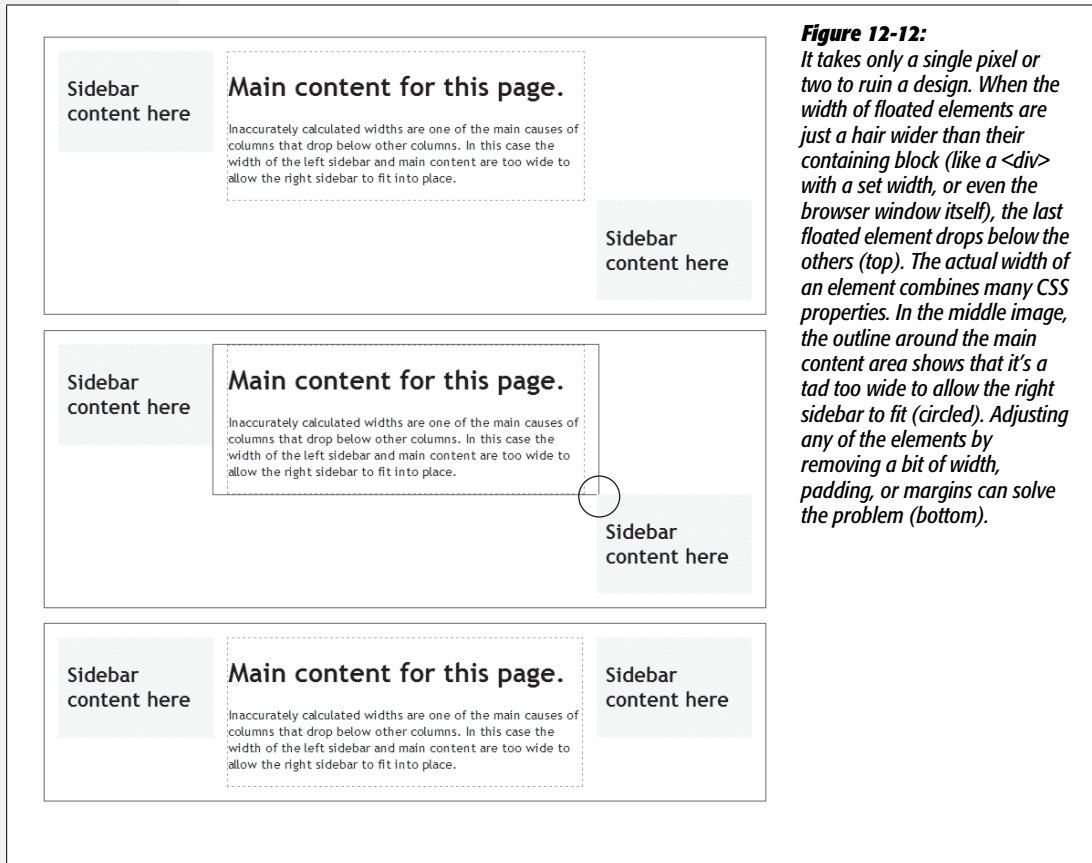 Sidebar
content here
Main content for this page.
Inaccurately calculated widths are one of the main causes of
columns that drop below other columns. In this case the
width of the left sidebar and main content are too wide to
allow the right sidebar to fit into place.
Sidebar
content here
Sidebar
content here
Main content for this page.
Inaccurately calculated widths are one of the main causes of
columns that drop below other columns. In this case the
width of the left sidebar and main content are too wide to
allow the right sidebar to fit into place.
Sidebar
content here
Sidebar
content here
Main content for this page.
Inaccurately calculated widths are one of the main causes of
columns that drop below other columns. In this case the
width of the left sidebar and main content are too wide to
allow the right sidebar to fit into place.
Sidebar
content here
Figure 12-12:
It takes only a single pixel or
two to ruin a design. When the
width of floated elements are
just a hair wider than their
containing block (like a <div>
with a set width, or even the
browser window itself), the last
floated element drops below the
others (top). The actual width of
an element combines many CSS
properties. In the middle image,
the outline around the main
content area shows that it's a
tad too wide to allow the right
sidebar to fit (circled). Adjusting
any of the elements by
removing a bit of width,
padding, or margins can solve
the problem (bottom).